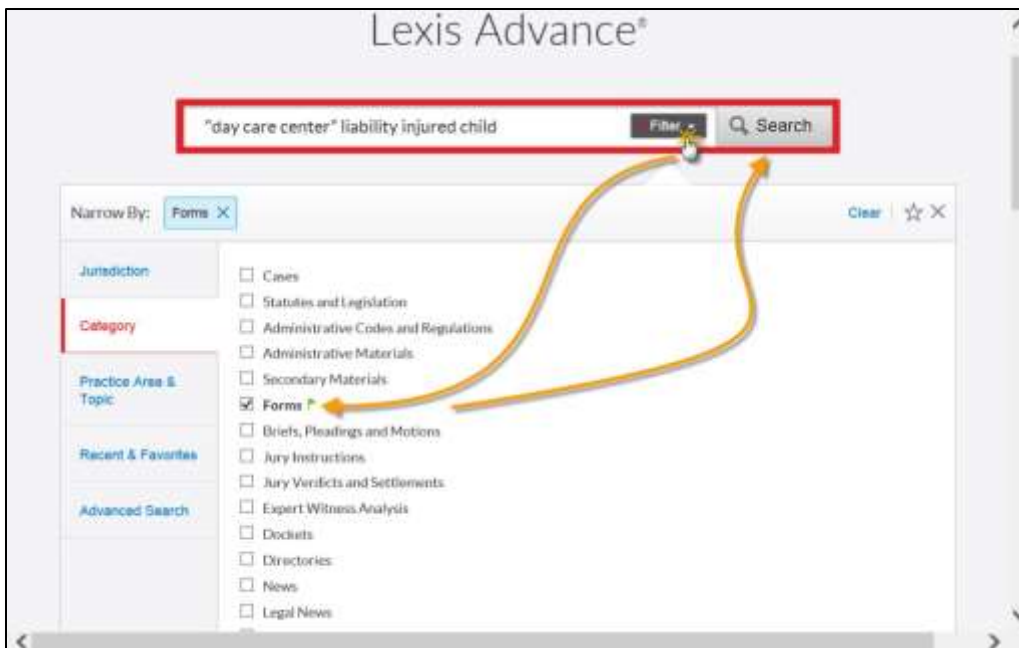 Lexis Advance®
"day care center" liability injured child Filter Search
Narrow By: Forms Clear
Jurisdiction
Category
Practice Area &
Topic
Recent & Favorites
Advanced Search
Cases
Statutes and Legislation
Administrative Codes and Regulations
Administrative Materials
Secondary Materials
Forms
Briefs, Pleadings and Motions
Jury Instructions
Jury Verdicts and Settlements
Expert Witness Analysis
Dockets
Directories
News
Legal News